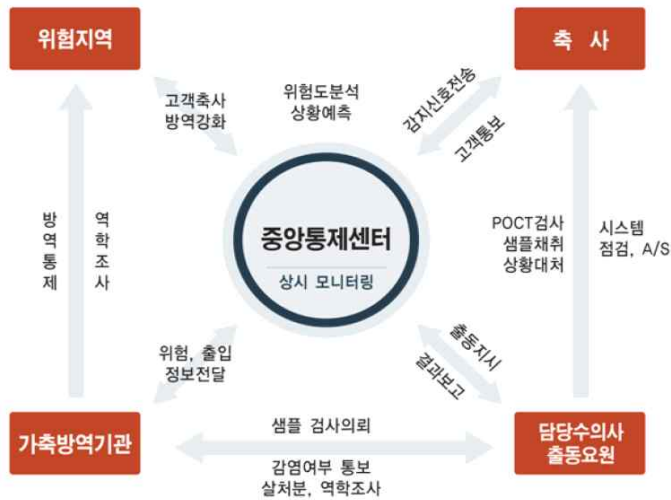 위험지역
축 사
고객축사
방역강화
위험도분석
상황예측
감지신호전송
고객통보
방역통제
역학조사
중앙통제센터
상시 모니터링
POCT검사
샘플채취
상황대처
시스템
점검, A/S
위험, 출입
정보전달
출동지시
결과보고
가축방역기관
샘플 검사의뢰
감염여부 통보
살처분, 역학조사
담당수의사
출동요원